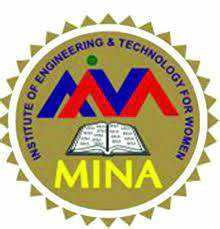 INSTITUTE OF ENGINEERING & TECHNOLOGY FOR WOMEN
MINA